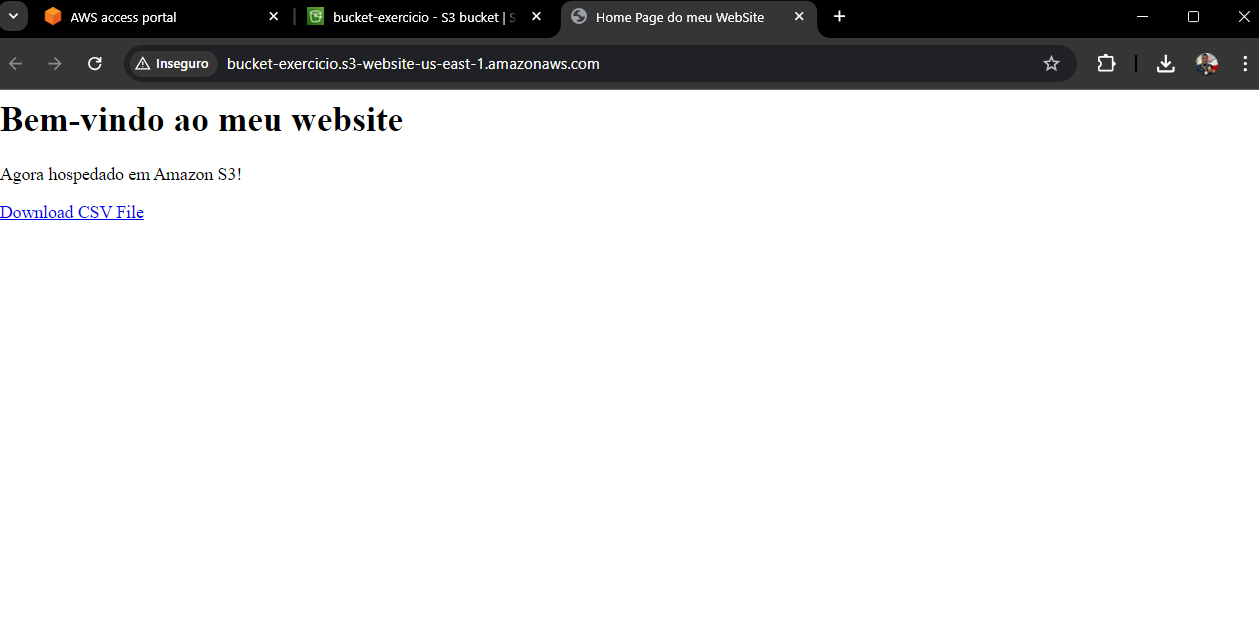 AWS access portal
bucket-exercicio - S3 bucket |
Home Page do meu WebSite
Inseguro
bucket-exercicio.s3-website-us-east-1.amazonaws.com
Bem-vindo ao meu website
Agora hospedado em Amazon S3!
Download CSV File